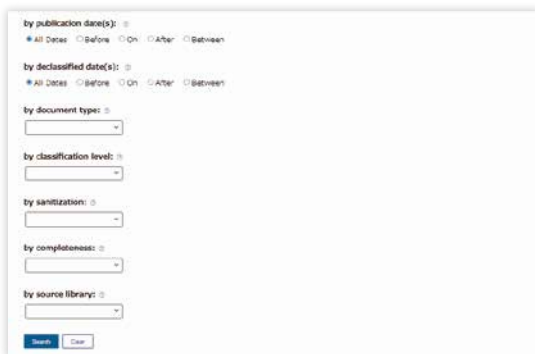 by publication date(s):
All Dates Before On After Between
by declassified date(s):
All Dates Before On After Between
by document type:
by classification level:
by sanitization:
by completeness:
by source library:
Search Clear